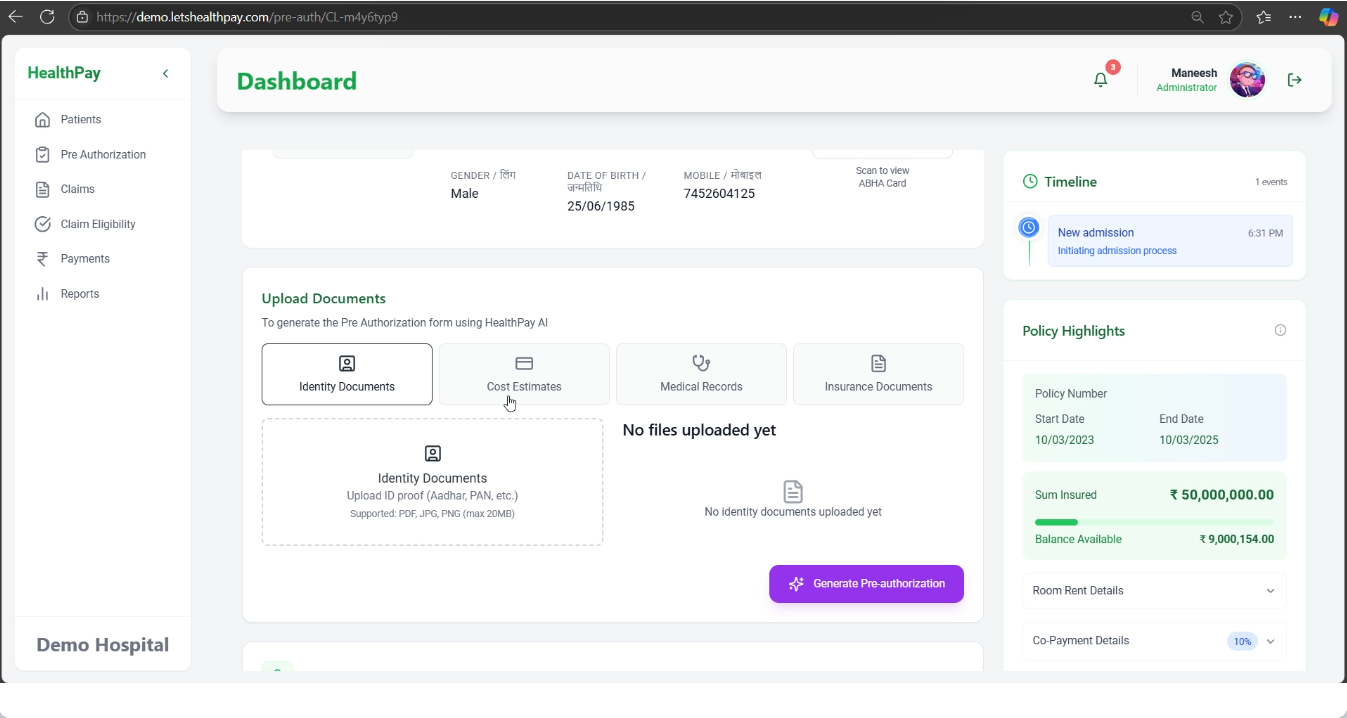 https://demo.letshealthpay.com/pre-auth/CL-m4y6typ9
HealthPay
Patients
Pre Authorization
Claims
Claim Eligibility
Payments
Reports
Demo Hospital
Dashboard
3
Maneesh
Administrator
GENDER / लिंग
Male
DATE OF BIRTH /
जन्मतिथि
25/06/1985
MOBILE / मोबाइल
7452604125
Scan to view
ABHA Card
Upload Documents
To generate the Pre Authorization form using HealthPay AI
Identity Documents
Cost Estimates
Medical Records
Insurance Documents
Identity Documents
Upload ID proof (Aadhar, PAN, etc.)
Supported: PDF, JPG, PNG (max 20MB)
No files uploaded yet
No identity documents uploaded yet
Generate Pre-authorization
Timeline
1 events
New admission
6:31 PM
Initiating admission process
Policy Highlights
Policy Number
Start Date
End Date
10/03/2023
10/03/2025
Sum Insured
₹ 50,000,000.00
Balance Available
₹ 9,000,154.00
Room Rent Details
Co-Payment Details
10%